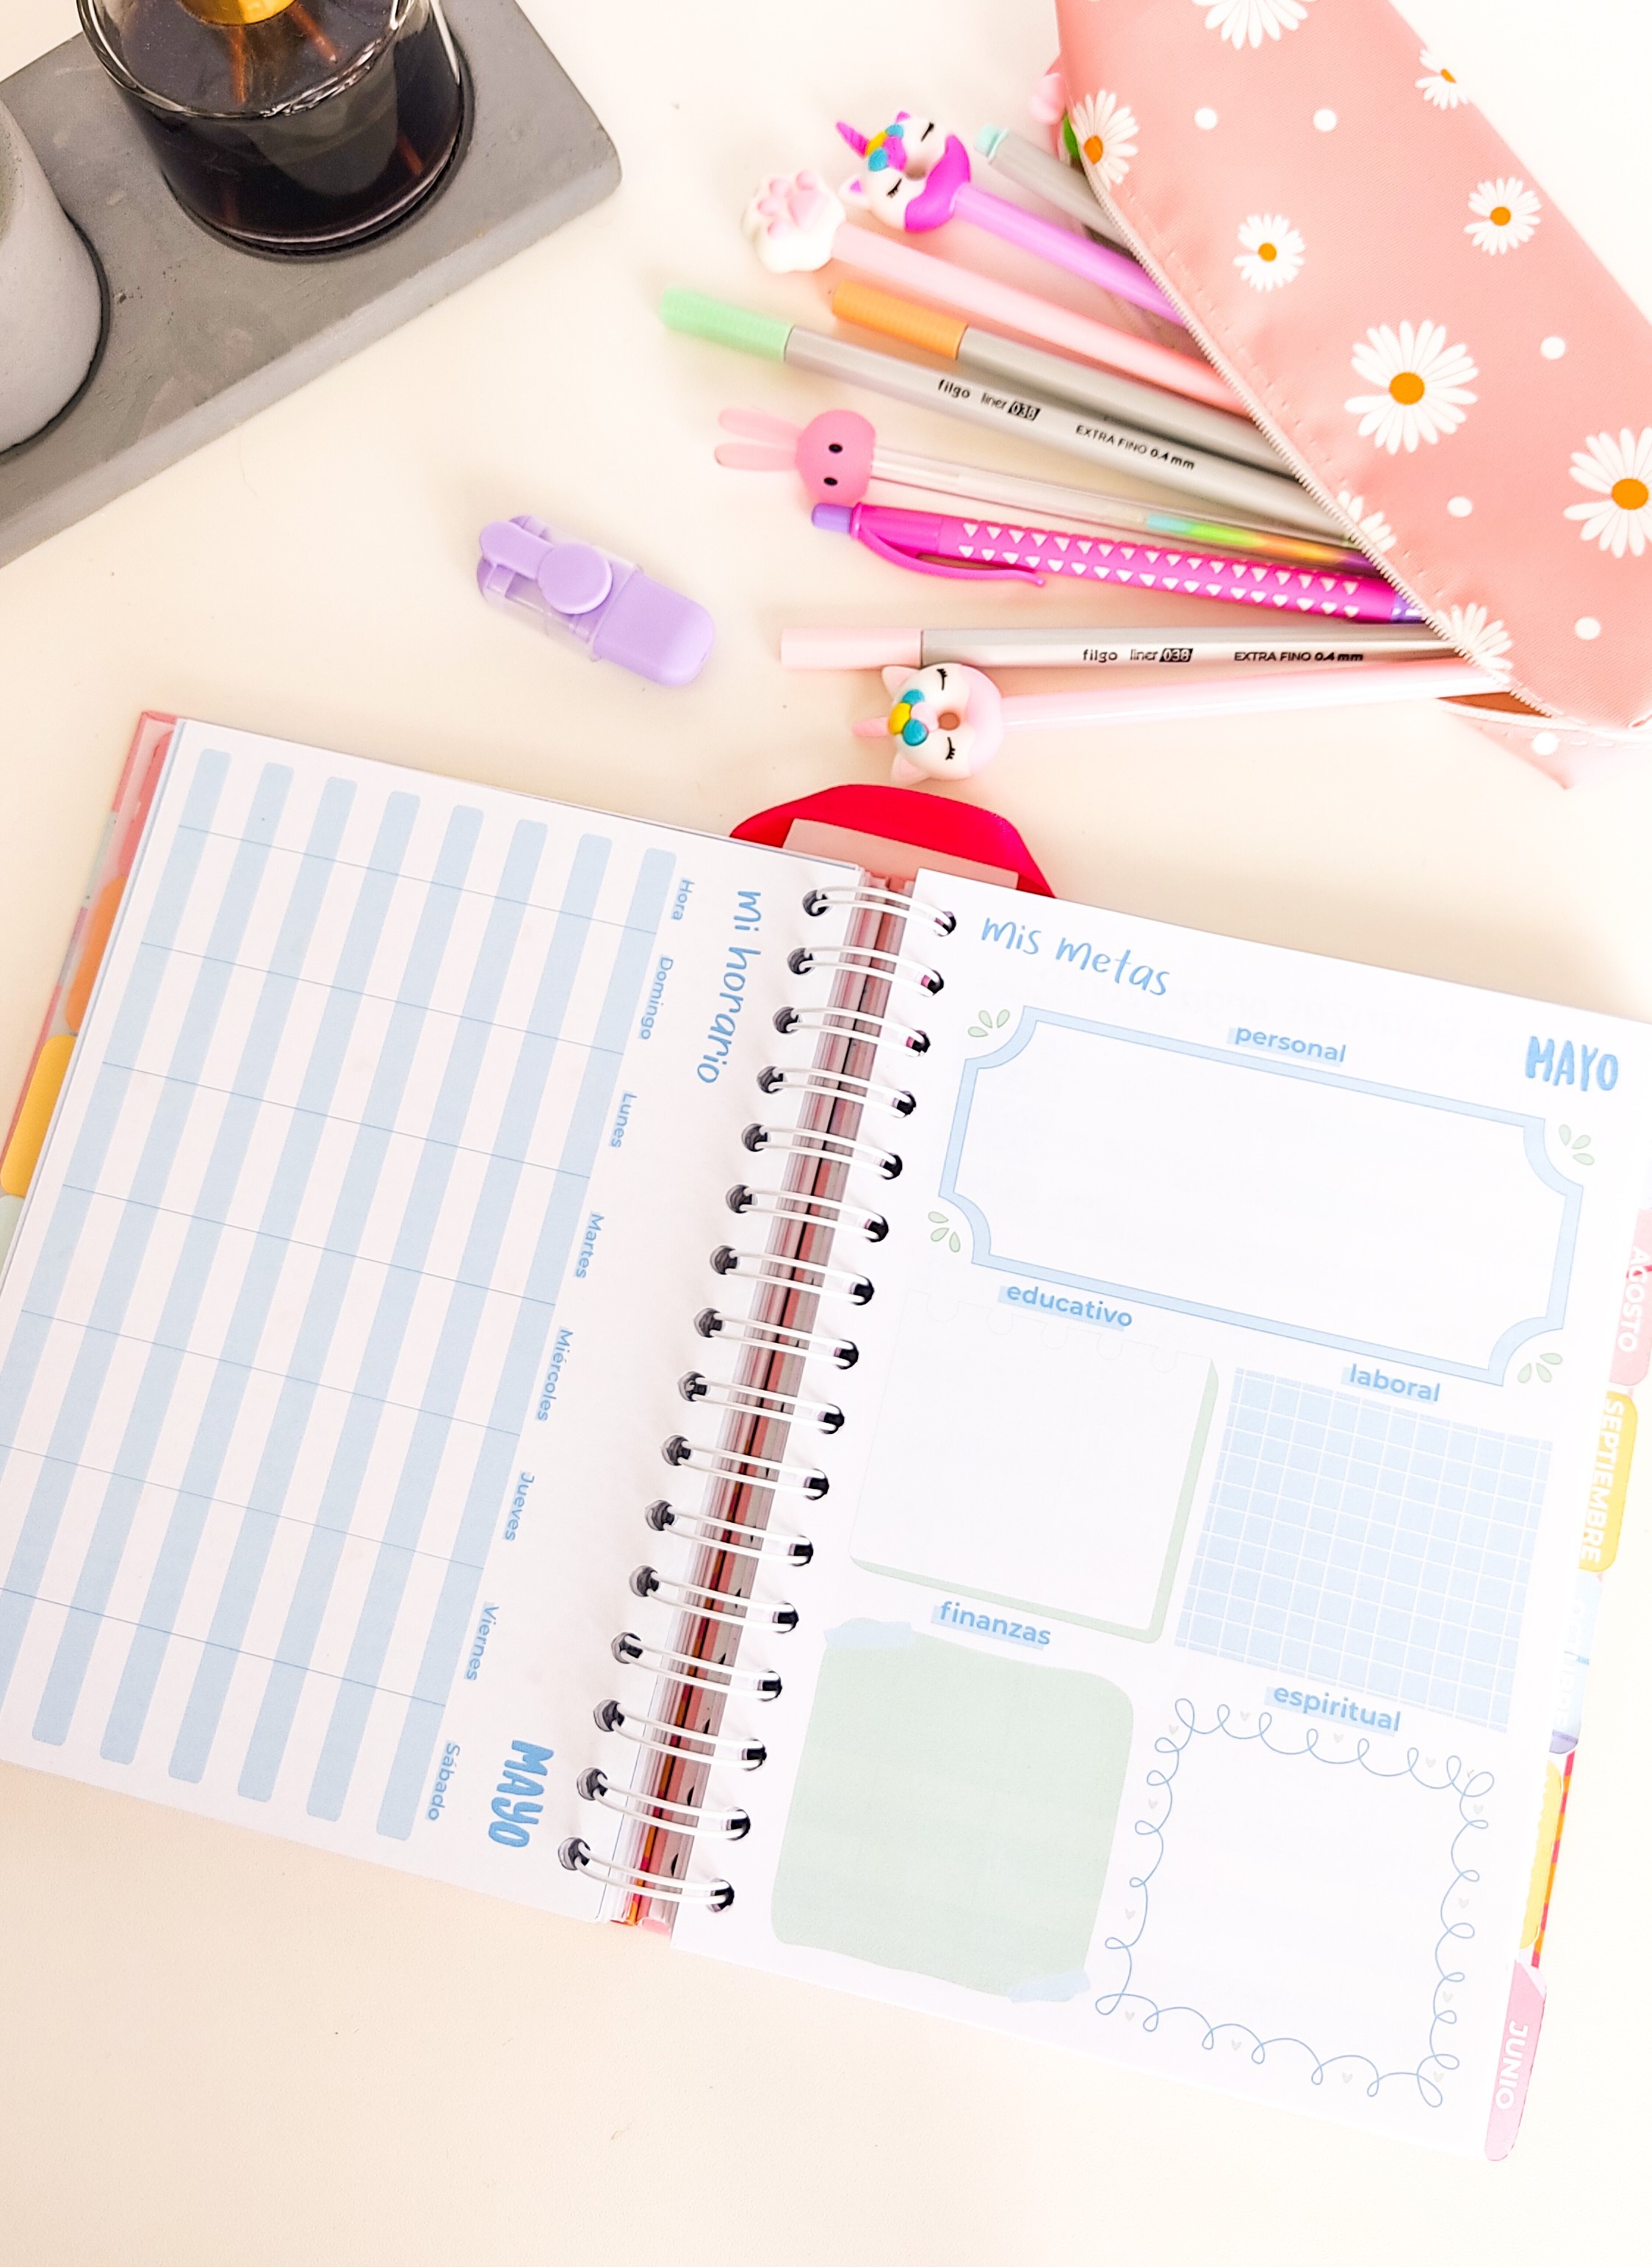 filgo liner 038 EXTRA FINO 0.4 mm
filgo liner 038 EXTRA FINO 0.4 mm
mi horario
MAYO
Hora
Domingo
Lunes
Martes
Miércoles
Jueves
Viernes
Sábado
mis metas
MAYO
personal
educativo
laboral
finanzas
espiritual
AGOSTO
SEPTIEMBRE
OCTUBRE
JUNIO